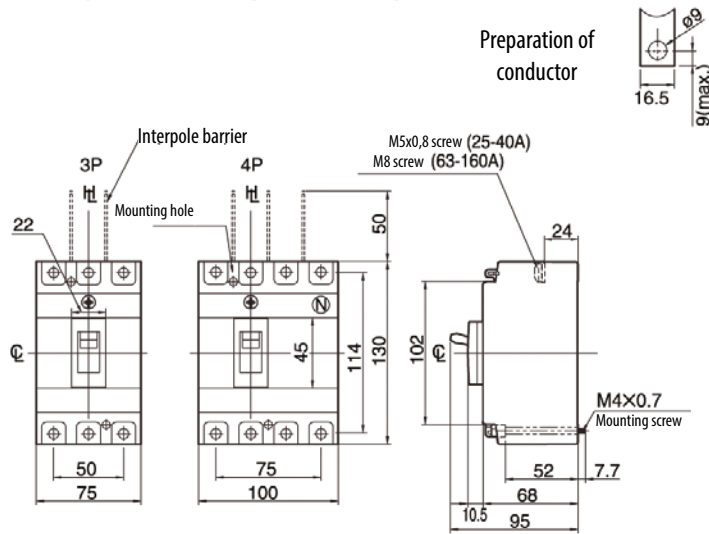 Preparation of
conductor
ø9
16.5
9(max.)
Interpole barrier
3P
4P
HL
HL
M5x0,8 screw (25-40A)
M8 screw (63-160A)
Mounting hole
22
50
24
N
℄
45
114
130
102
℄
M4×0.7
Mounting screw
50
75
75
100
52
7.7
10.5
68
95